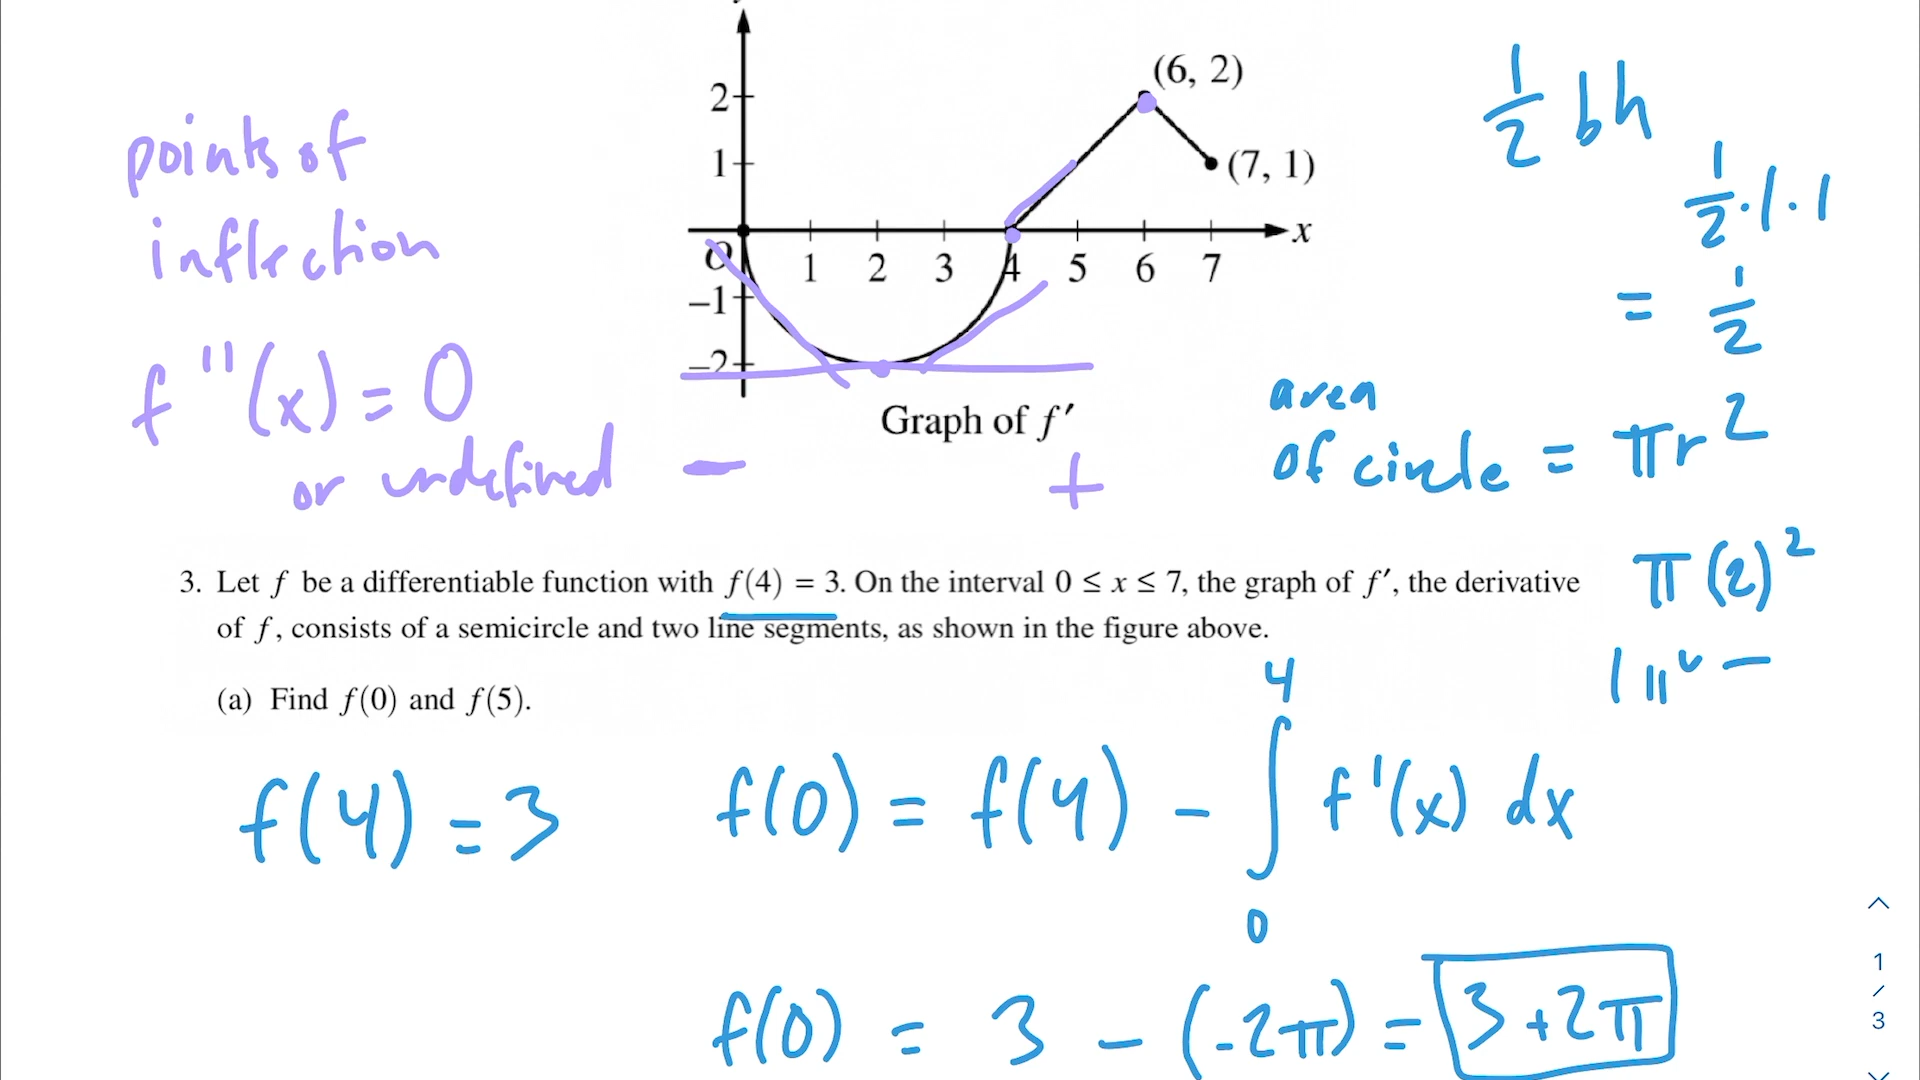 (6, 2)
2
1
(7, 1)
x
O
1 2 3 4 5 6 7
–1
–2
Graph of f′
points of
inflection
f''(x) = 0
or undefined
–
+
1/2 bh
1/2 · 1 · 1
= 1/2
area
of circle = πr²
π(2)²
3. Let f be a differentiable function with f(4) = 3. On the interval 0 ≤ x ≤ 7, the graph of f′, the derivative
of f, consists of a semicircle and two line segments, as shown in the figure above.
(a) Find f(0) and f(5).
f(4) = 3
f(0) = f(4) - ∫₀⁴ f'(x) dx
f(0) = 3 - (-2π) = 3 + 2π
1
/
3